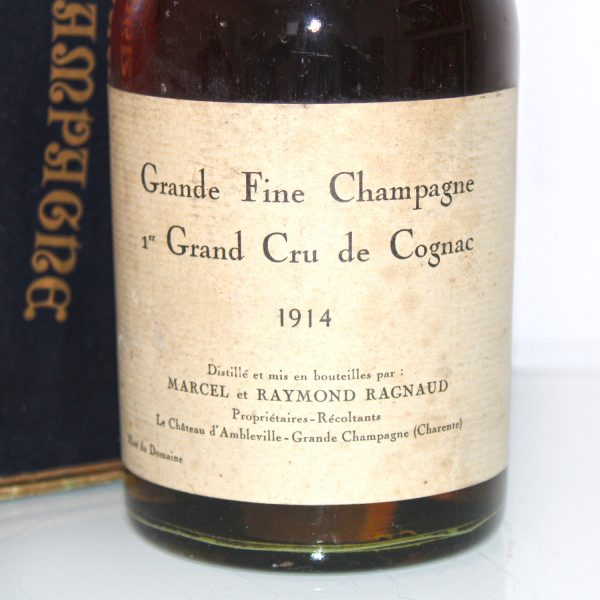 AMPAGNE
Grande Fine Champagne
1er Grand Cru de Cognac
1914
Distillé et mis en bouteilles par :
MARCEL et RAYMOND RAGNAUD
Propriétaires-Récoltants
Le Château d'Ambleville-Grande Champagne (Charente)
du Domaine